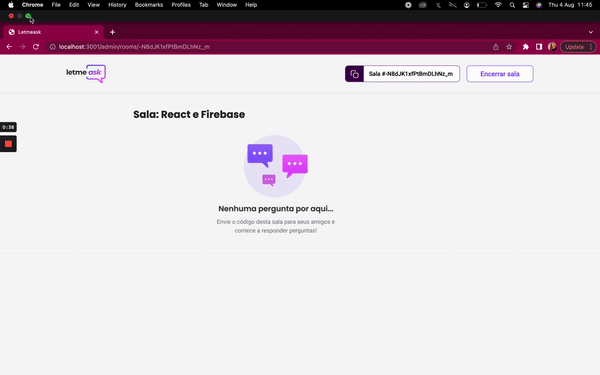 Chrome File Edit View History Bookmarks Profiles Tab Window Help Thu 4 Aug 11:45
Letmeask
localhost:3001/admin/rooms/-N8dJK1xfPtBmDLhNz_m Update
letmeask Sala #-N8dJK1xfPtBmDLhNz_m Encerrar sala
Sala: React e Firebase
0:38
Nenhuma pergunta por aqui...
Envie o código desta sala para seus amigos e
comece a responder perguntas!